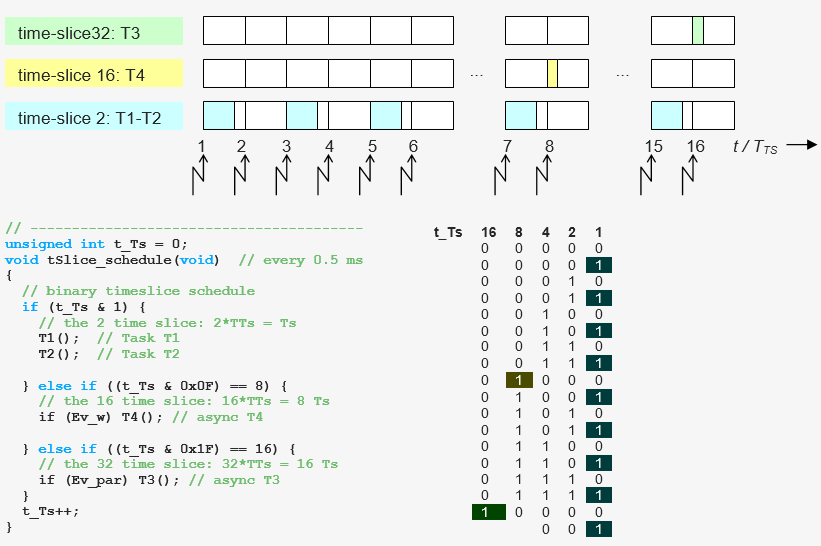 time-slice32: T3
time-slice 16: T4
... ...
time-slice 2: T1-T2
1 2 3 4 5 6 7 8 15 16 t / TTS
// ----------------------------------------
unsigned int t_Ts = 0;
void tSlice_schedule(void) // every 0.5 ms
{
// binary timeslice schedule
if (t_Ts & 1) {
// the 2 time slice: 2*TTs = Ts
T1(); // Task T1
T2(); // Task T2
} else if ((t_Ts & 0x0F) == 8) {
// the 16 time slice: 16*TTs = 8 Ts
if (Ev_w) T4(); // async T4
} else if ((t_Ts & 0x1F) == 16) {
// the 32 time slice: 32*TTs = 16 Ts
if (Ev_par) T3(); // async T3
}
t_Ts++;
}
t_Ts 16 8 4 2 1
0 0 0 0 0
0 0 0 0 1
0 0 0 1 0
0 0 0 1 1
0 0 1 0 0
0 0 1 0 1
0 0 1 1 0
0 0 1 1 1
0 1 0 0 0
0 1 0 0 1
0 1 0 1 0
0 1 0 1 1
0 1 1 0 0
0 1 1 0 1
0 1 1 1 0
0 1 1 1 1
1 0 0 0 0
0 0 1